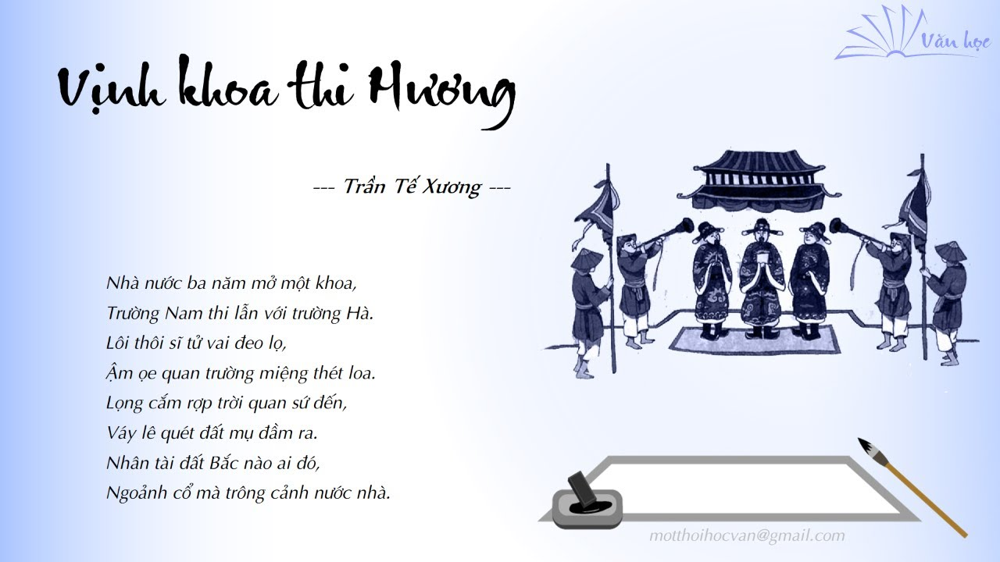 Văn học
Vịnh khoa thi Hương
--- Trần Tế Xương ---
Nhà nước ba năm mở một khoa,
Trường Nam thi lẫn với trường Hà.
Lôi thôi sĩ tử vai đeo lọ,
Ậm ọe quan trường miệng thét loa.
Lọng cắm rợp trời quan sứ đến,
Váy lê quét đất mụ đầm ra.
Nhân tài đất Bắc nào ai đó,
Ngoảnh cổ mà trông cảnh nước nhà.
motthoihocvan@gmail.com